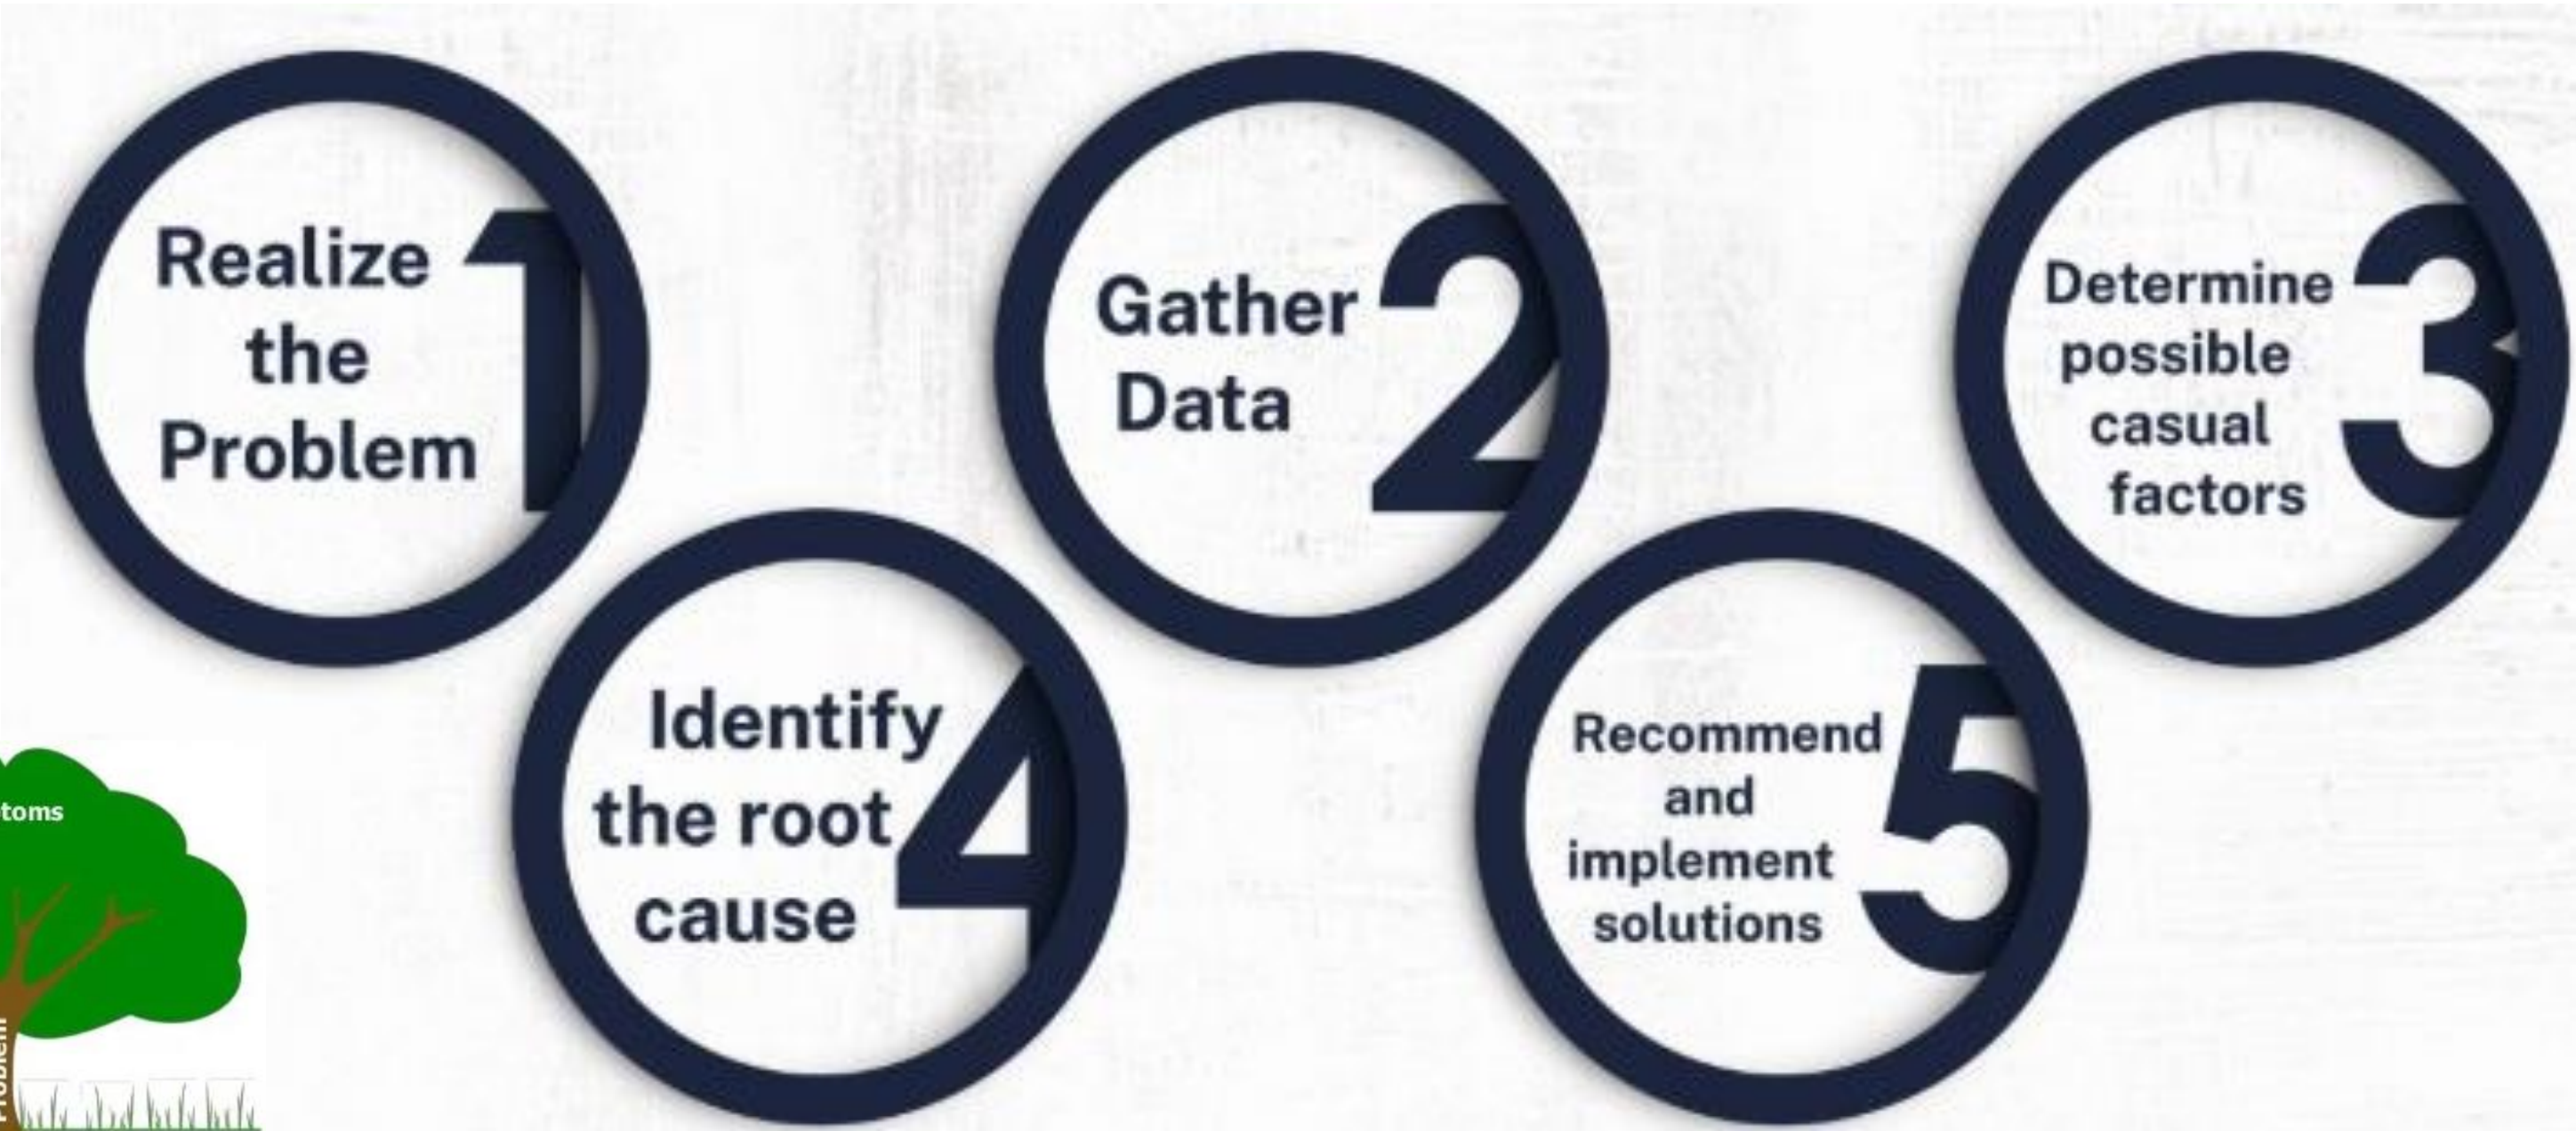 Realize
the
Problem
1
Gather
Data
2
Determine
possible
casual
factors
3
Identify
the root
cause
4
Recommend
and
implement
solutions
5
toms
Problem